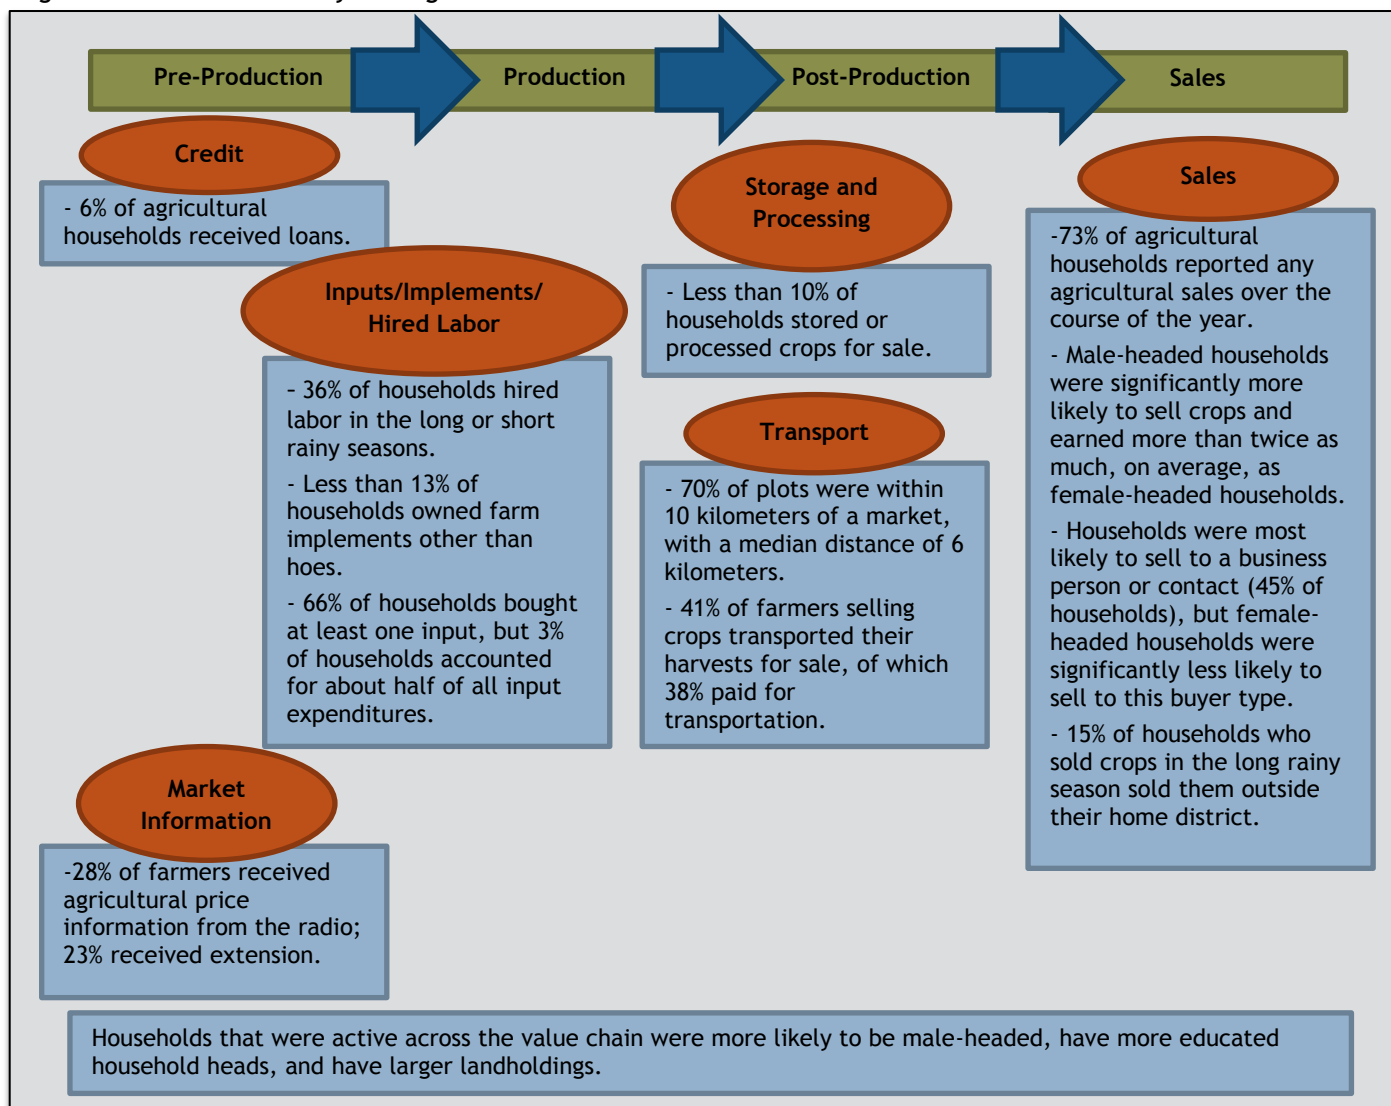 Pre-Production
Production
Post-Production
Sales
Credit
- 6% of agricultural
households received loans.
Inputs/Implements/
Hired Labor
- 36% of households hired
labor in the long or short
rainy seasons.
- Less than 13% of
households owned farm
implements other than
hoes.
- 66% of households bought
at least one input, but 3%
of households accounted
for about half of all input
expenditures.
Market
Information
-28% of farmers received
agricultural price
information from the radio;
23% received extension.
Storage and
Processing
- Less than 10% of
households stored or
processed crops for sale.
Transport
- 70% of plots were within
10 kilometers of a market,
with a median distance of 6
kilometers.
- 41% of farmers selling
crops transported their
harvests for sale, of which
38% paid for
transportation.
Sales
-73% of agricultural
households reported any
agricultural sales over the
course of the year.
- Male-headed households
were significantly more
likely to sell crops and
earned more than twice as
much, on average, as
female-headed households.
- Households were most
likely to sell to a business
person or contact (45% of
households), but female-
headed households were
significantly less likely to
sell to this buyer type.
- 15% of households who
sold crops in the long rainy
season sold them outside
their home district.
Households that were active across the value chain were more likely to be male-headed, have more educated
household heads, and have larger landholdings.